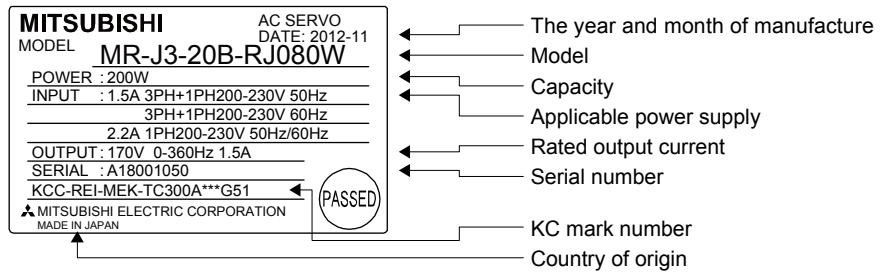 MITSUBISHI AC SERVO
DATE: 2012-11
MODEL MR-J3-20B-RJ080W
POWER : 200W
INPUT : 1.5A 3PH+1PH200-230V 50Hz
3PH+1PH200-230V 60Hz
2.2A 1PH200-230V 50Hz/60Hz
OUTPUT : 170V 0-360Hz 1.5A
SERIAL : A18001050
KCC-REI-MEK-TC300A***G51
PASSED
MITSUBISHI ELECTRIC CORPORATION
MADE IN JAPAN
The year and month of manufacture
Model
Capacity
Applicable power supply
Rated output current
Serial number
KC mark number
Country of origin